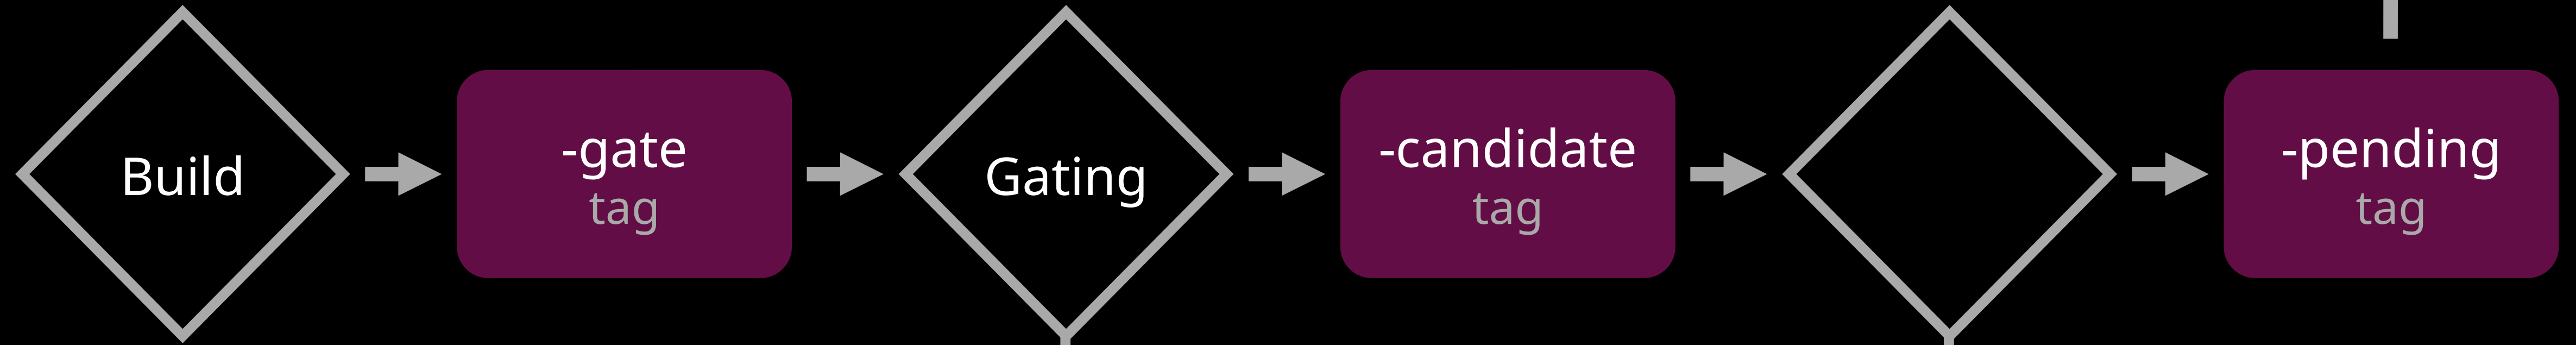 Build
-gate
tag
Gating
-candidate
tag
-pending
tag